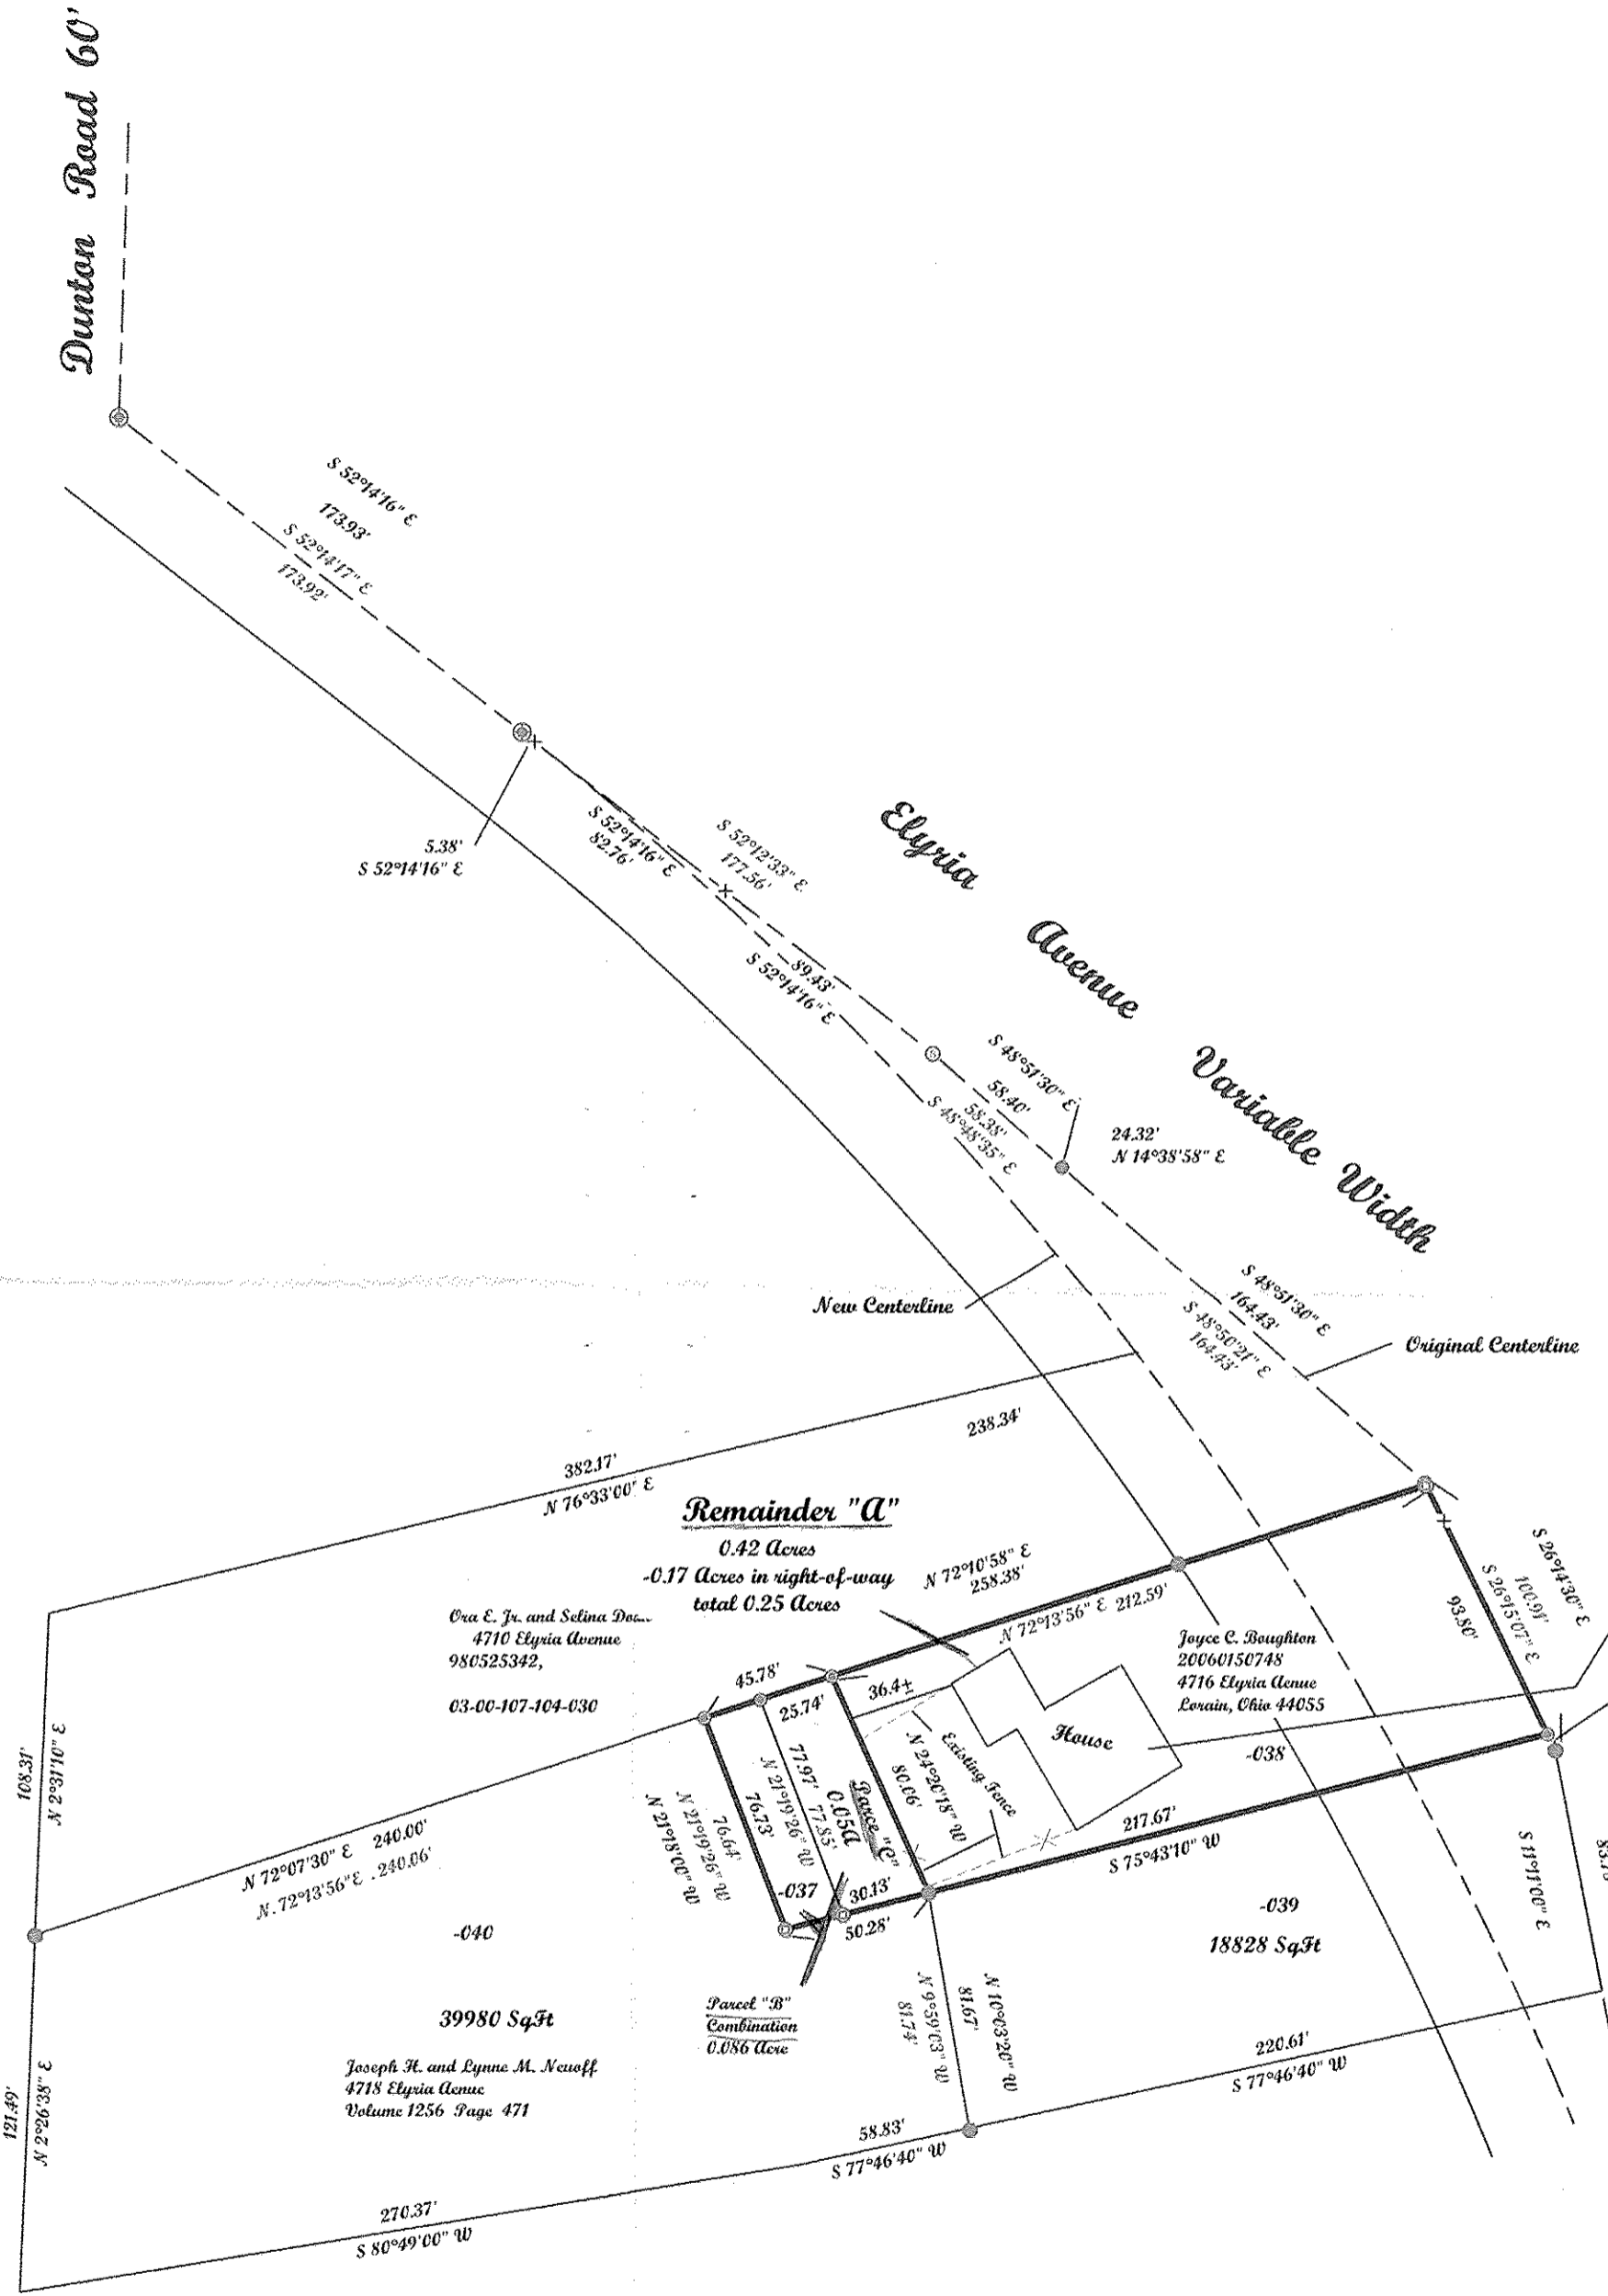 Dunton Road 60'
S 52°14'16" E
173.93'
S 52°14'17" E
173.92'
5.38'
S 52°14'16" E
S 52°14'16" E
82.76'
S 52°12'33" E
177.56'
89.43'
S 52°14'16" E
Elyria Avenue Variable Width
S 48°51'30" E
58.40'
58.38'
S 48°48'35" E
24.32'
N 14°38'58" E
New Centerline
S 48°51'30" E
164.43'
S 48°50'21" E
164.43'
Original Centerline
238.34'
382.17'
N 76°33'00" E
Remainder "A"
0.42 Acres
-0.17 Acres in right-of-way
total 0.25 Acres
N 72°10'58" E
258.38'
N 72°13'56" E 212.59'
S 26°14'30" E
100.91'
S 26°15'07" E
93.80'
Ora E. Jr. and Selina
4710 Elyria Avenue
980525342,
03-00-107-104-030
Joyce C. Boughton
20060150748
4716 Elyria Acnue
Lorain, Ohio 44055
45.78'
25.74'
36.4±
House
-038
Existing Fence
N 24°20'18" W
80.06'
Parce "C"
0.05a
77.97' 77.85'
N 21°19'26" W
76.73'
76.64'
N 21°19'26" W
N 21°18'00" W
-037
30.13'
50.28'
217.67'
S 75°43'10" W
108.31'
N 2°31'10" E
N 72°07'30" E 240.00'
N. 72°13'56" E . 240.06'
-040
39980 SqFt
Joseph H. and Lynne M. Neuoff
4718 Elyria Acnue
Volume 1256 Page 471
Parcel "B"
Combination
0.086 Acre
-039
18828 SqFt
S 11°11'00" E
N 10°03'20" W
81.67'
N 9°59'03" W
81.74'
220.61'
S 77°46'40" W
58.83'
S 77°46'40" W
121.49'
N 2°26'38" E
270.37'
S 80°49'00" W